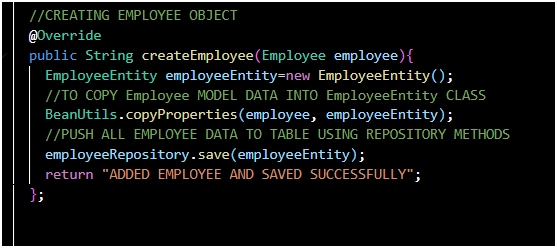 //CREATING EMPLOYEE OBJECT
@Override
public String createEmployee(Employee employee){
EmployeeEntity employeeEntity=new EmployeeEntity();
//TO COPY Employee MODEL DATA INTO EmployeeEntity CLASS
BeanUtils.copyProperties(employee, employeeEntity);
//PUSH ALL EMPLOYEE DATA TO TABLE USING REPOSITORY METHODS
employeeRepository.save(employeeEntity);
return "ADDED EMPLOYEE AND SAVED SUCCESSFULLY";
};